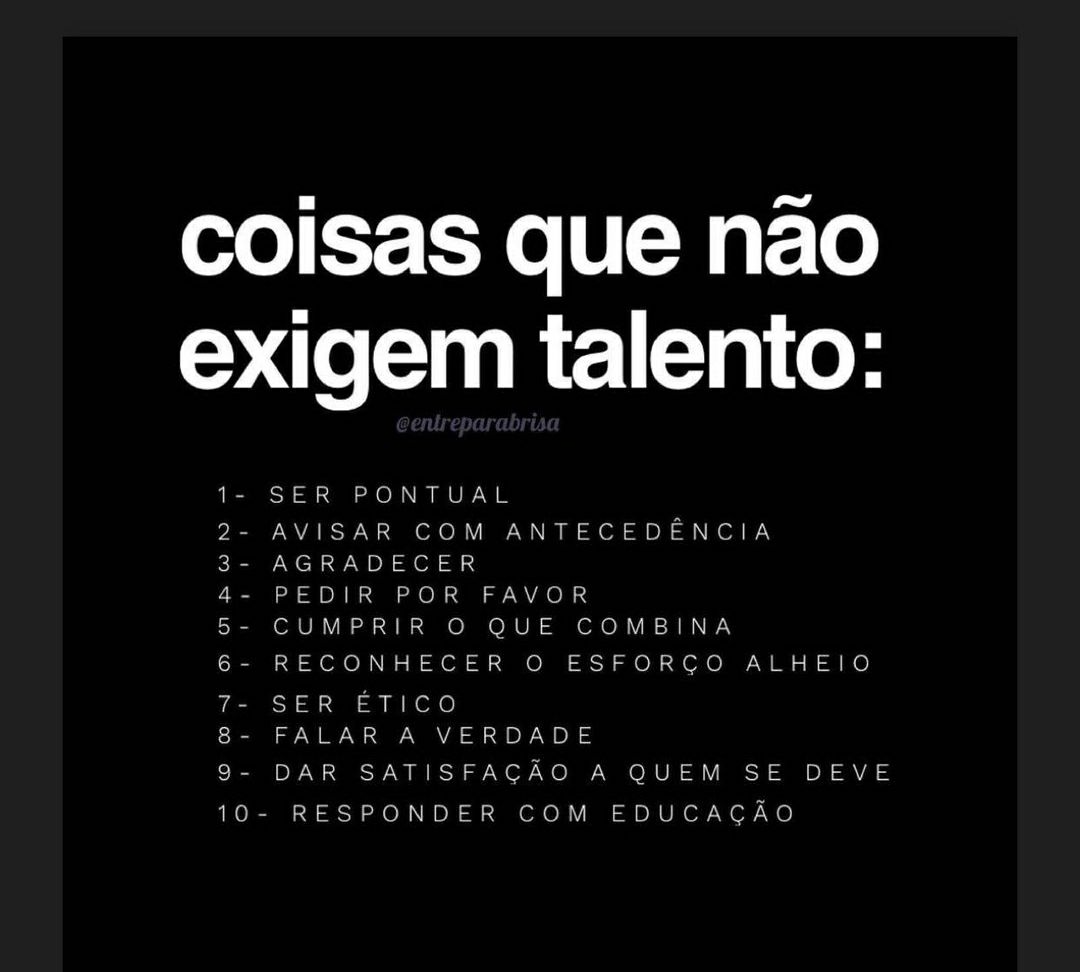 coisas que não
exigem talento:
@entreparabrisa
1- SER PONTUAL
2- AVISAR COM ANTECEDÊNCIA
3- AGRADECER
4- PEDIR POR FAVOR
5- CUMPRIR O QUE COMBINA
6- RECONHECER O ESFORÇO ALHEIO
7- SER ÉTICO
8- FALAR A VERDADE
9- DAR SATISFAÇÃO A QUEM SE DEVE
10- RESPONDER COM EDUCAÇÃO